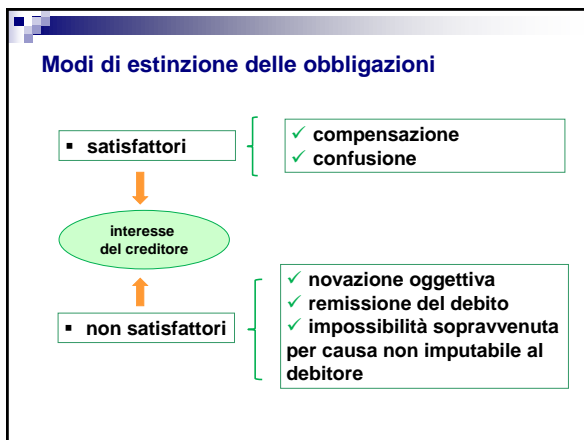 Modi di estinzione delle obbligazioni
▪ satisfattori
✓ compensazione
✓ confusione
interesse
del creditore
▪ non satisfattori
✓ novazione oggettiva
✓ remissione del debito
✓ impossibilità sopravvenuta
per causa non imputabile al
debitore